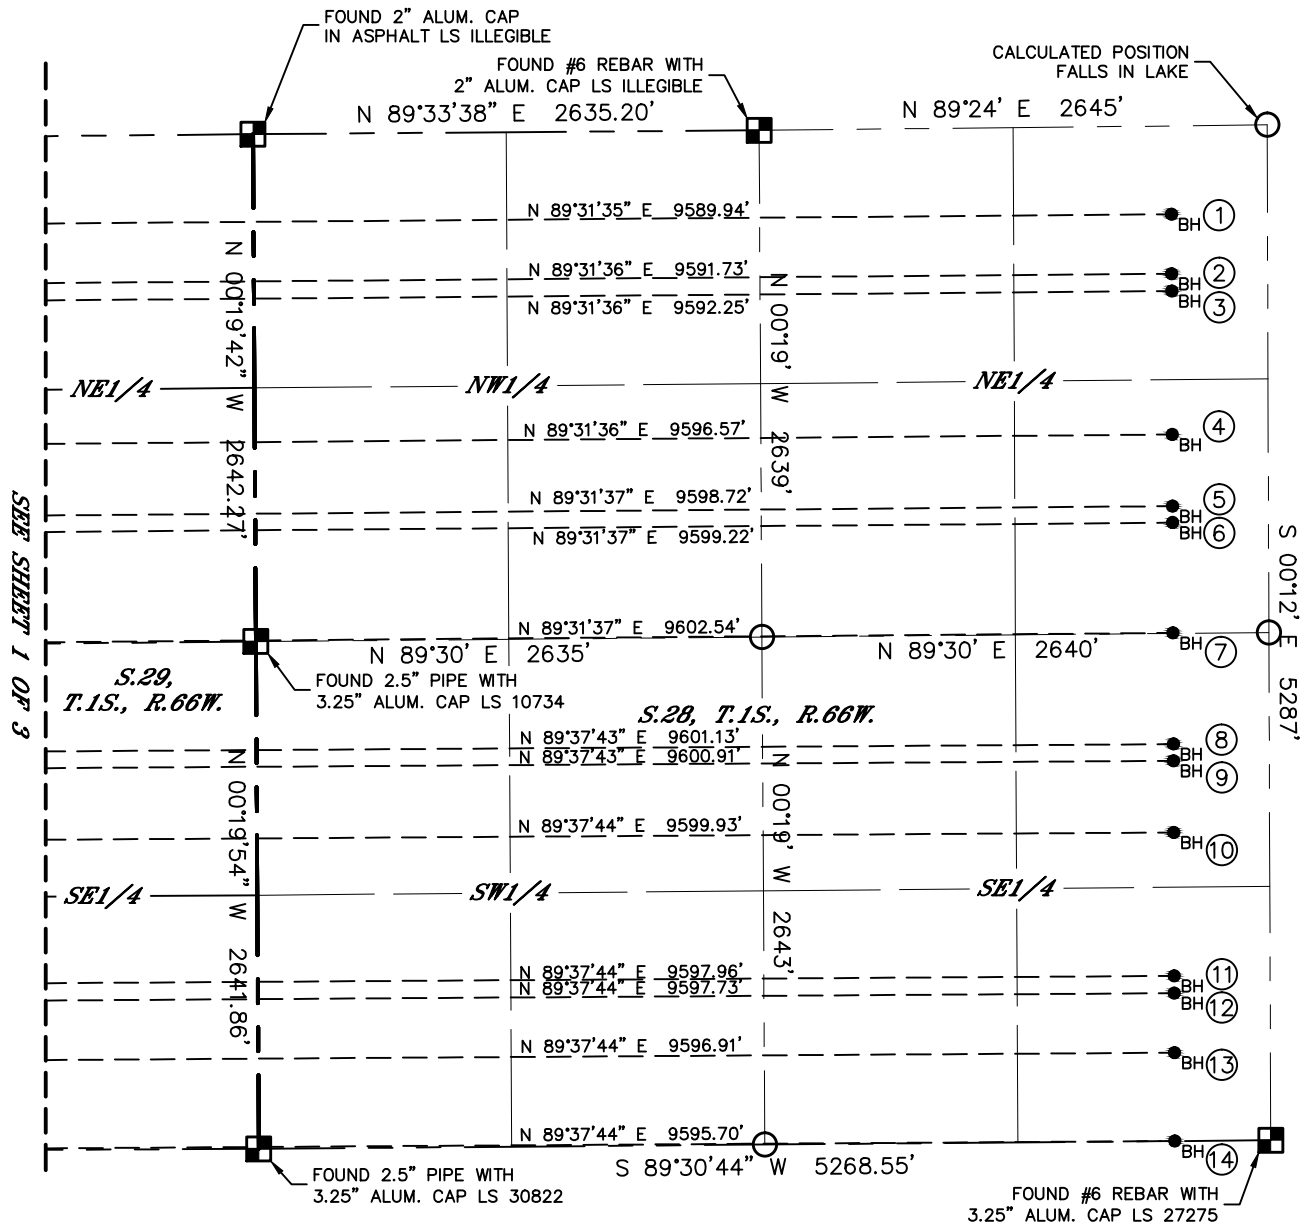 FOUND 2" ALUM. CAP
IN ASPHALT LS ILLEGIBLE
FOUND #6 REBAR WITH
2" ALUM. CAP LS ILLEGIBLE
CALCULATED POSITION
FALLS IN LAKE
N 89°33'38" E 2635.20'
N 89°24' E 2645'
N 89°31'35" E 9589.94'
BH 1
N 89°31'36" E 9591.73'
BH 2
N 89°31'36" E 9592.25'
BH 3
N 00°19'42" W 2642.27'
N 00°19' W 2639'
NE1/4
NW1/4
NE1/4
N 89°31'36" E 9596.57'
BH 4
N 89°31'37" E 9598.72'
BH 5
N 89°31'37" E 9599.22'
BH 6
SEE SHEET 1 OF 3
S 00°12' E 5287'
N 89°31'37" E 9602.54'
BH 7
N 89°30' E 2635'
N 89°30' E 2640'
S.29,
T.1S., R.66W.
FOUND 2.5" PIPE WITH
3.25" ALUM. CAP LS 10734
S.28, T.1S., R.66W.
N 89°37'43" E 9601.13'
BH 8
N 89°37'43" E 9600.91'
BH 9
N 00°19'54" W 2641.86'
N 00°19' W 2643'
N 89°37'44" E 9599.93'
BH 10
SE1/4
SW1/4
SE1/4
N 89°37'44" E 9597.96'
BH 11
N 89°37'44" E 9597.73'
BH 12
N 89°37'44" E 9596.91'
BH 13
N 89°37'44" E 9595.70'
BH 14
S 89°30'44" W 5268.55'
FOUND 2.5" PIPE WITH
3.25" ALUM. CAP LS 30822
FOUND #6 REBAR WITH
3.25" ALUM. CAP LS 27275